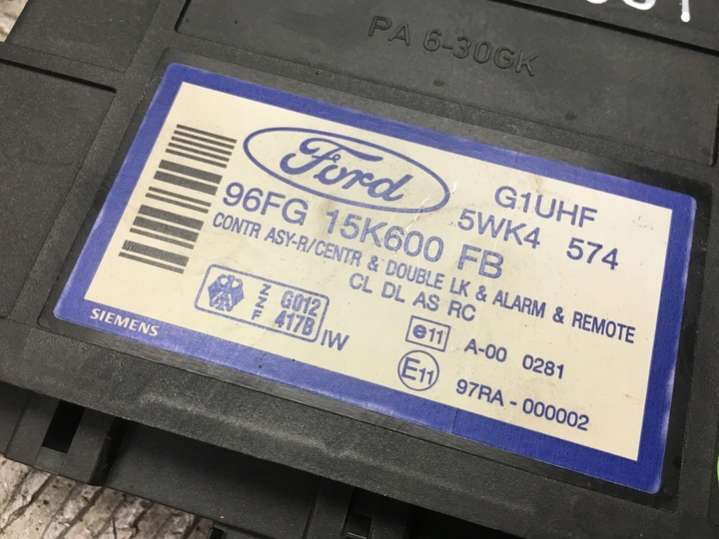 PA 6-30GK
Ford
G1UHF
96FG 15K600 FB
5WK4 574
CONTR ASY-R/CENTR & DOUBLE LK & ALARM & REMOTE
CL DL AS RC
Z
Z
F
G012
417B
IW
SIEMENS
e11 A-00 0281
E11 97RA-000002